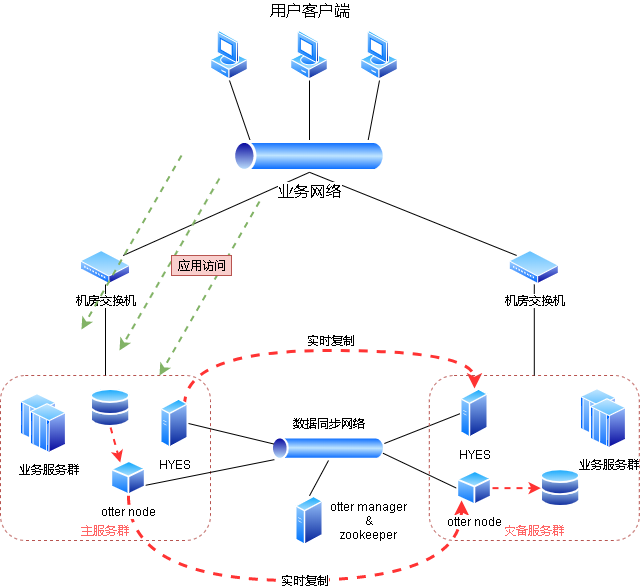 用户客户端
业务网络
应用访问
机房交换机
机房交换机
实时复制
数据同步网络
业务服务群
HYES
HYES
业务服务群
otter node
otter manager
&
zookeeper
otter node
主服务群
灾备服务群
实时复制